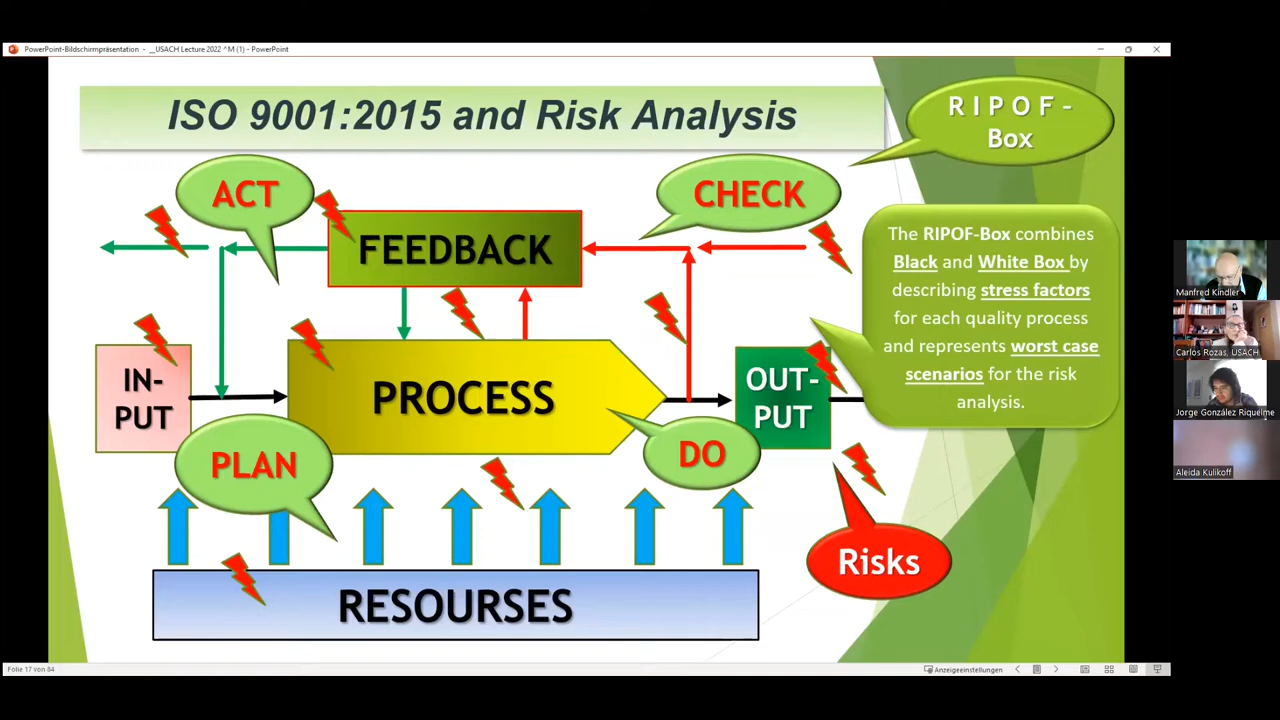 PowerPoint-Bildschirmpräsentation - __USACH Lecture 2022 ^M (1) - PowerPoint
ISO 9001:2015 and Risk Analysis
R I P O F -
Box
ACT
CHECK
FEEDBACK
The RIPOF-Box combines
Black and White Box by
describing stress factors
for each quality process
and represents worst case
scenarios for the risk
analysis.
IN-
PUT
PROCESS
OUT-
PUT
PLAN
DO
Risks
RESOURSES
Manfred Kindler
Carlos Rozas, USACH
Jorge González Riquelme
Aleida Kulikoff
Folie 17 von 84
Anzeigeeinstellungen